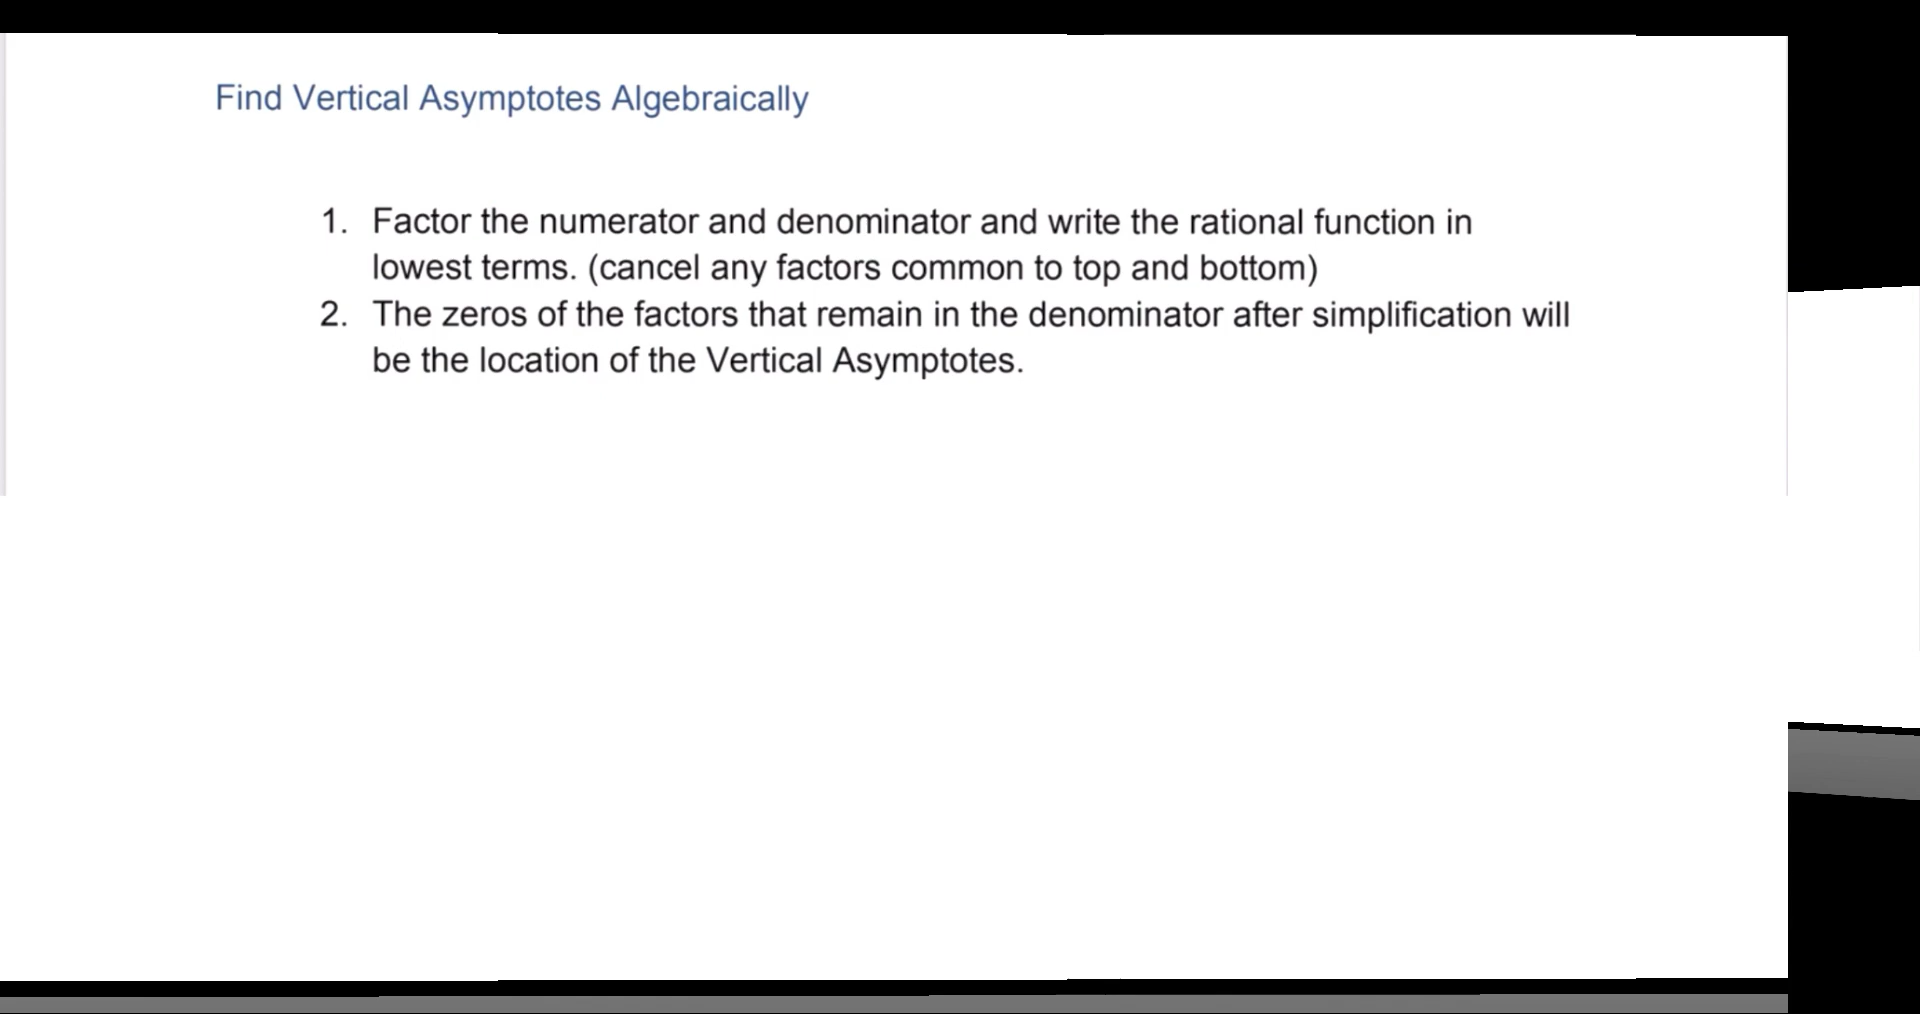 Find Vertical Asymptotes Algebraically
1. Factor the numerator and denominator and write the rational function in
lowest terms. (cancel any factors common to top and bottom)
2. The zeros of the factors that remain in the denominator after simplification will
be the location of the Vertical Asymptotes.